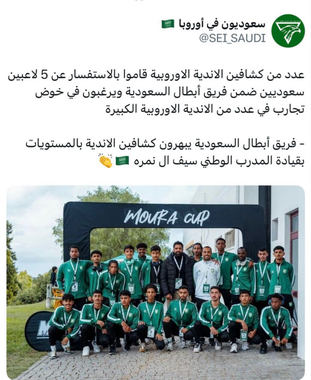 سعوديون في أوروبا
@SEI_SAUDI
عدد من كشافين الاندية الاوروبية قاموا بالاستفسار عن 5 لاعبين
سعوديين ضمن فريق أبطال السعودية ويرغبون في خوض
تجارب في عدد من الاندية الاوروبية الكبيرة
- فريق أبطال السعودية يبهرون كشافين الاندية بالمستويات
بقيادة المدرب الوطني سيف ال نمره
MOURA CUP
MOURA